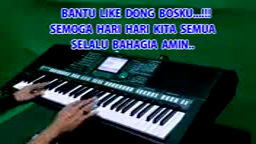 BANTU LIKE DONG BOSKU...!!!
SEMOGA HARI HARI KITA SEMUA
SELALU BAHAGIA AMIN..